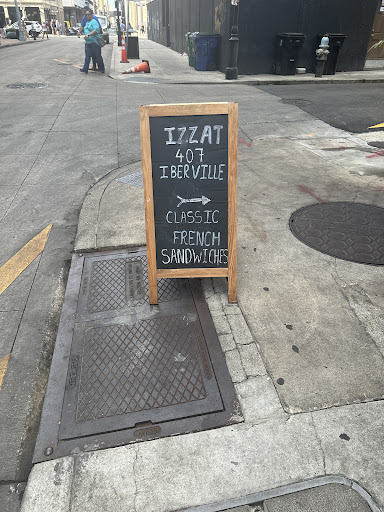 IZZAT
407
IBERVILLE
→
CLASSIC
FRENCH
SANDWICHES